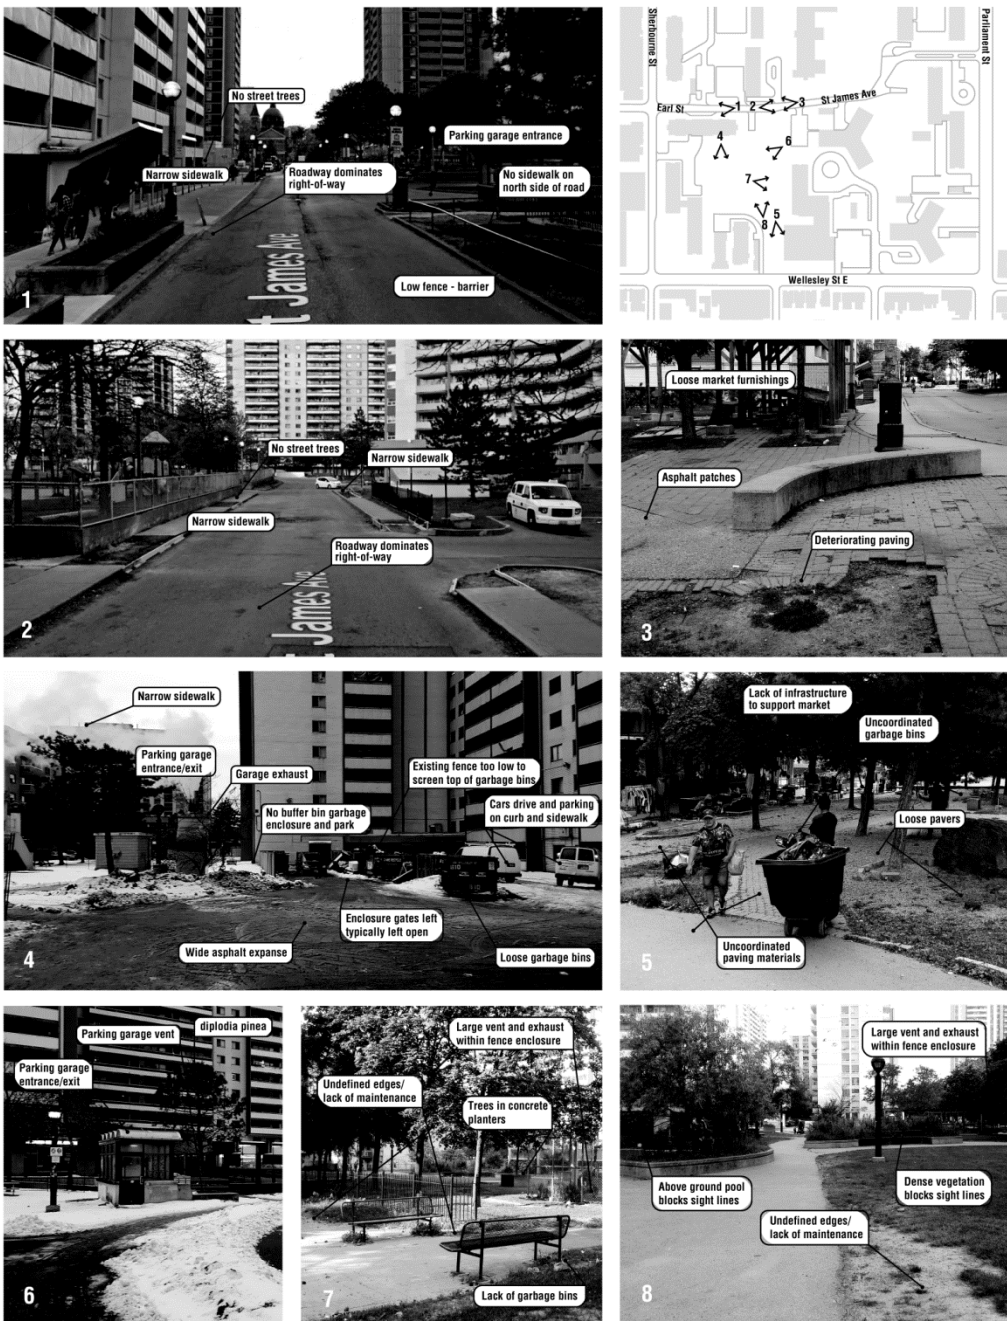 No street trees
Parking garage entrance
Narrow sidewalk
Roadway dominates
right-of-way
No sidewalk on
north side of road
Low fence - barrier
t James Ave
1
Sherbourne St
Parliament St
Earl St
St James Ave
1
2
3
4
6
7
5
8
Wellesley St E
No street trees
Narrow sidewalk
Narrow sidewalk
Roadway dominates
right-of-way
t James Ave
2
Loose market furnishings
Asphalt patches
Deteriorating paving
3
Narrow sidewalk
Parking garage
entrance/exit
Garage exhaust
Existing fence too low to
screen top of garbage bins
No buffer bin garbage
enclosure and park
Cars drive and parking
on curb and sidewalk
Enclosure gates left
typically left open
Wide asphalt expanse
Loose garbage bins
4
Lack of infrastructure
to support market
Uncoordinated
garbage bins
Loose pavers
Uncoordinated
paving materials
5
Parking garage vent
diplodia pinea
Parking garage
entrance/exit
6
Large vent and exhaust
within fence enclosure
Undefined edges/
lack of maintenance
Trees in concrete
planters
Lack of garbage bins
7
Large vent and exhaust
within fence enclosure
Above ground pool
blocks sight lines
Dense vegetation
blocks sight lines
Undefined edges/
lack of maintenance
8